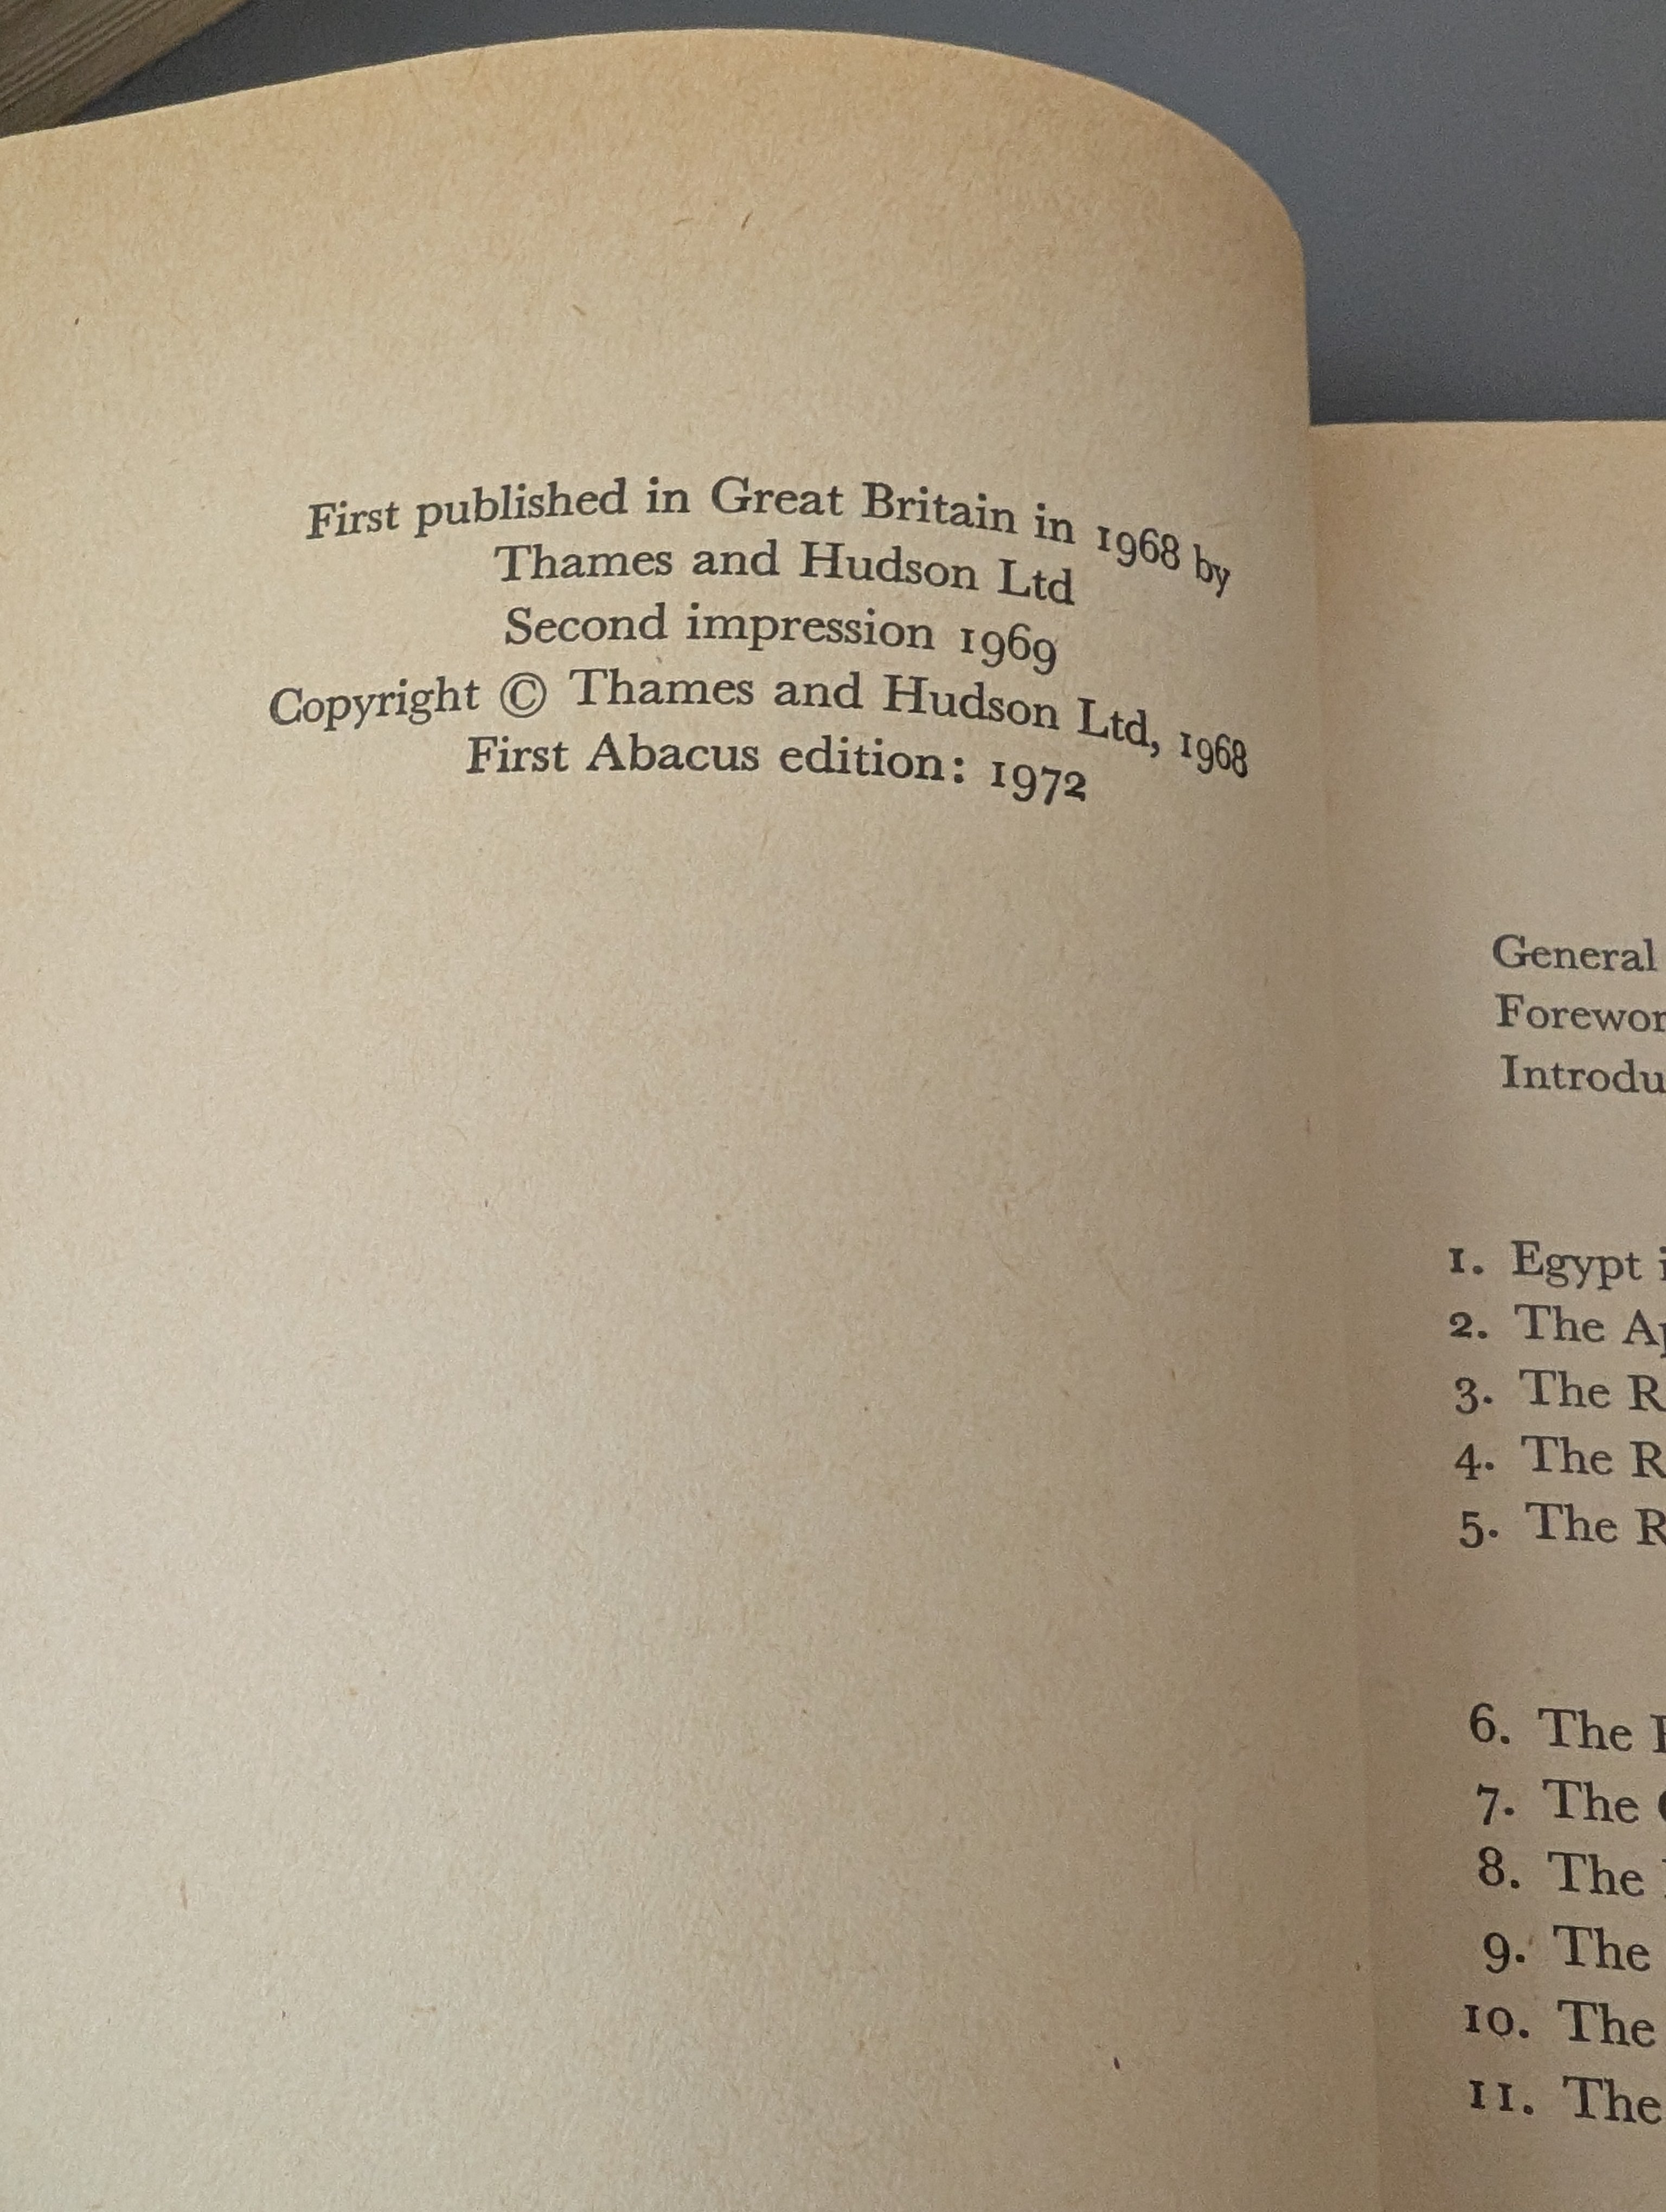 First published in Great Britain in 1968 by
Thames and Hudson Ltd
Second impression 1969
Copyright © Thames and Hudson Ltd, 1968
First Abacus edition: 1972
General
Forewor
Introdu
1. Egypt i
2. The Ap
3. The R
4. The R
5. The R
6. The
7. The
8. The
9. The
10. The
11. The